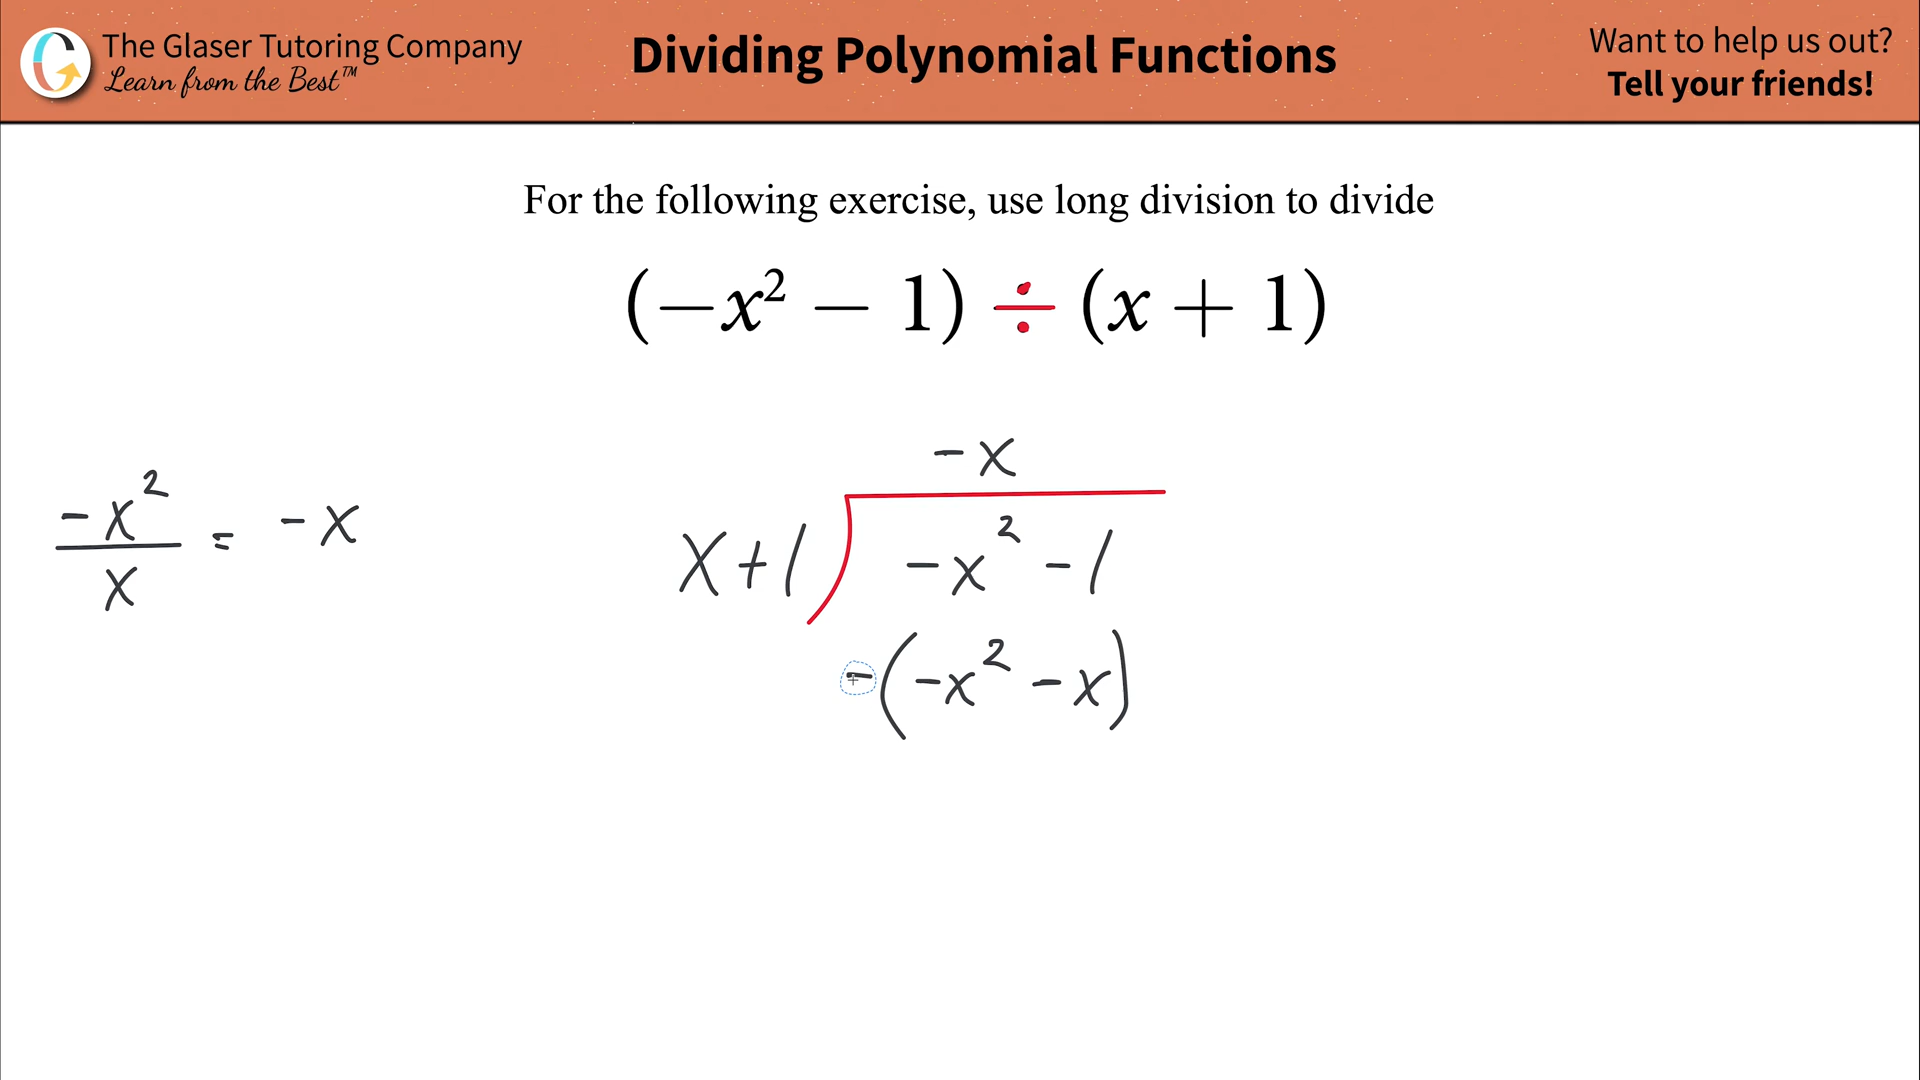 The Glaser Tutoring Company
Learn from the Best™
Dividing Polynomial Functions
Want to help us out?
Tell your friends!
For the following exercise, use long division to divide
(−x² − 1) ÷ (x + 1)
-x² / x = -x
-x
x+1 ) -x² -1
-(-x² -x)